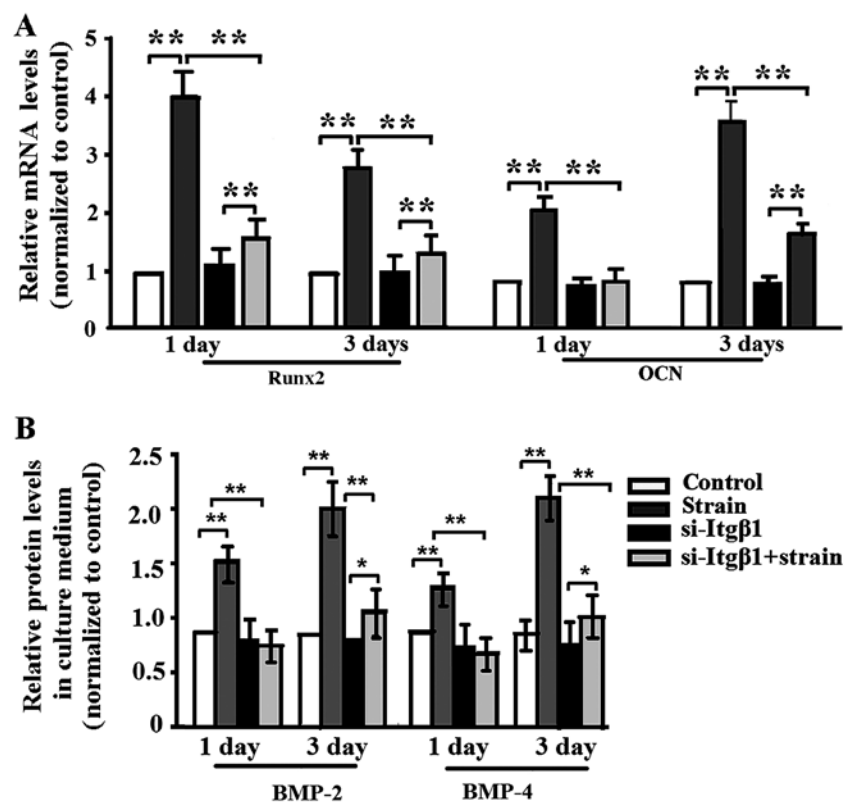 A
Relative mRNA levels
(normalized to control)
5
4
3
2
1
0
** ** **
** ** **
** **
** ** **
1 day 3 days 1 day 3 days
Runx2 OCN
B
Relative protein levels
in culture medium
(normalized to control)
2.5
2.0
1.5
1.0
0.5
0
** **
** ** *
** **
** ** *
Control
Strain
si-Itgβ1
si-Itgβ1+strain
1 day 3 day 1 day 3 day
BMP-2 BMP-4